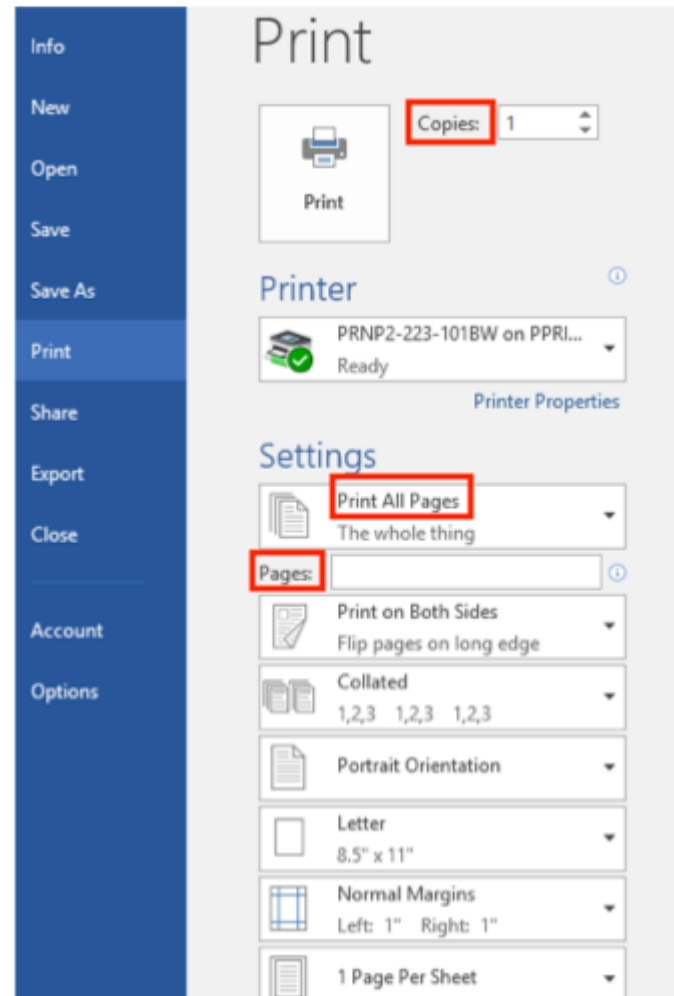 Info
New
Open
Save
Save As
Print
Share
Export
Close
Account
Options
Print
Copies: 1
Print
Printer
PRNP2-223-101BW on PPRI...
Ready
Printer Properties
Settings
Print All Pages
The whole thing
Pages:
Print on Both Sides
Flip pages on long edge
Collated
1,2,3 1,2,3 1,2,3
Portrait Orientation
Letter
8.5" x 11"
Normal Margins
Left: 1" Right: 1"
1 Page Per Sheet